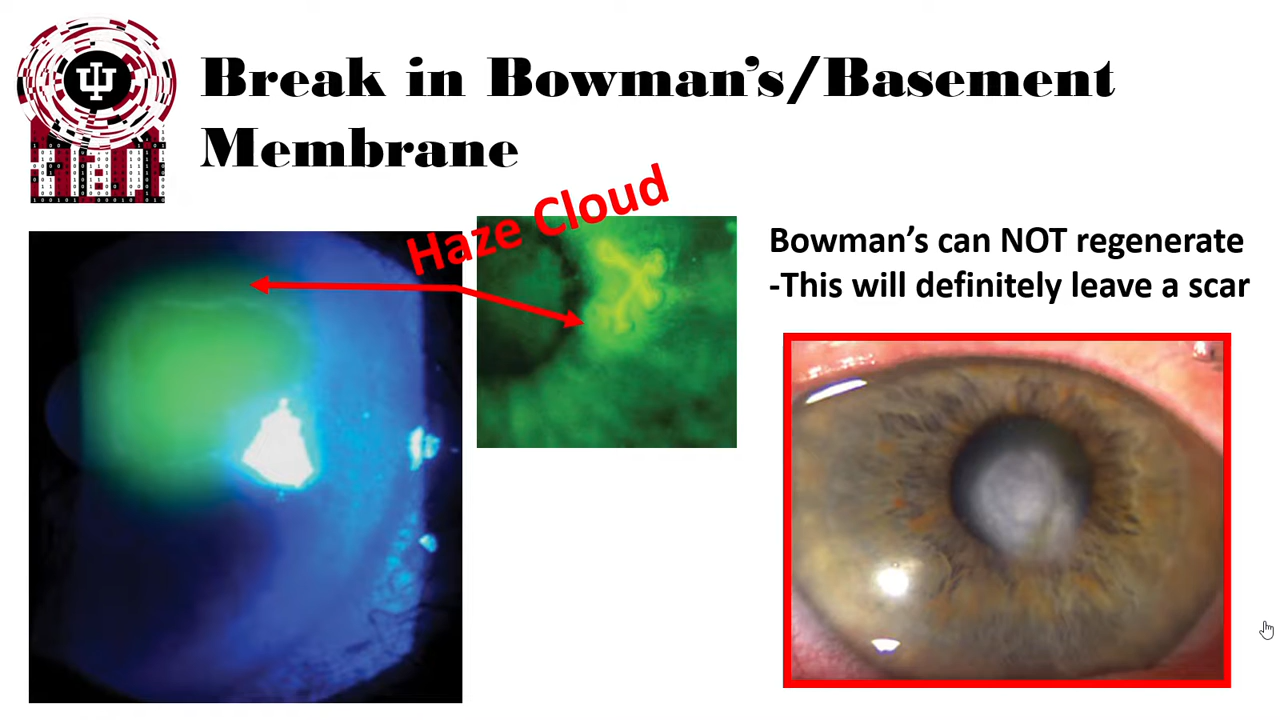 Break in Bowman's/Basement
Membrane
Haze Cloud
Bowman's can NOT regenerate
-This will definitely leave a scar